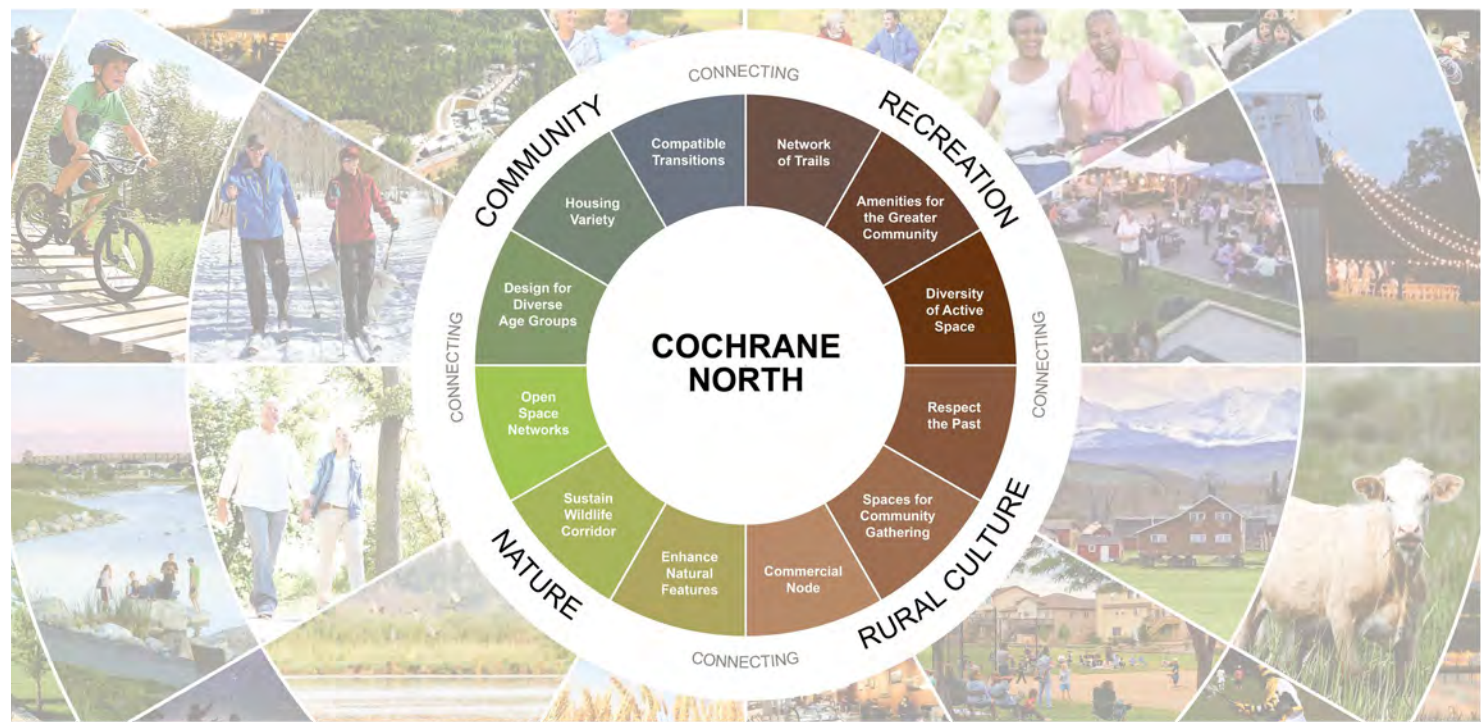 CONNECTING
COMMUNITY
RECREATION
Compatible
Transitions
Network
of Trails
Housing
Variety
Amenities for
the Greater
Community
Design for
Diverse
Age Groups
Diversity
of Active
Space
CONNECTING
COCHRANE
NORTH
CONNECTING
Open
Space
Networks
Respect
the Past
Sustain
Wildlife
Corridor
Spaces for
Community
Gathering
Enhance
Natural
Features
Commercial
Node
NATURE
RURAL CULTURE
CONNECTING